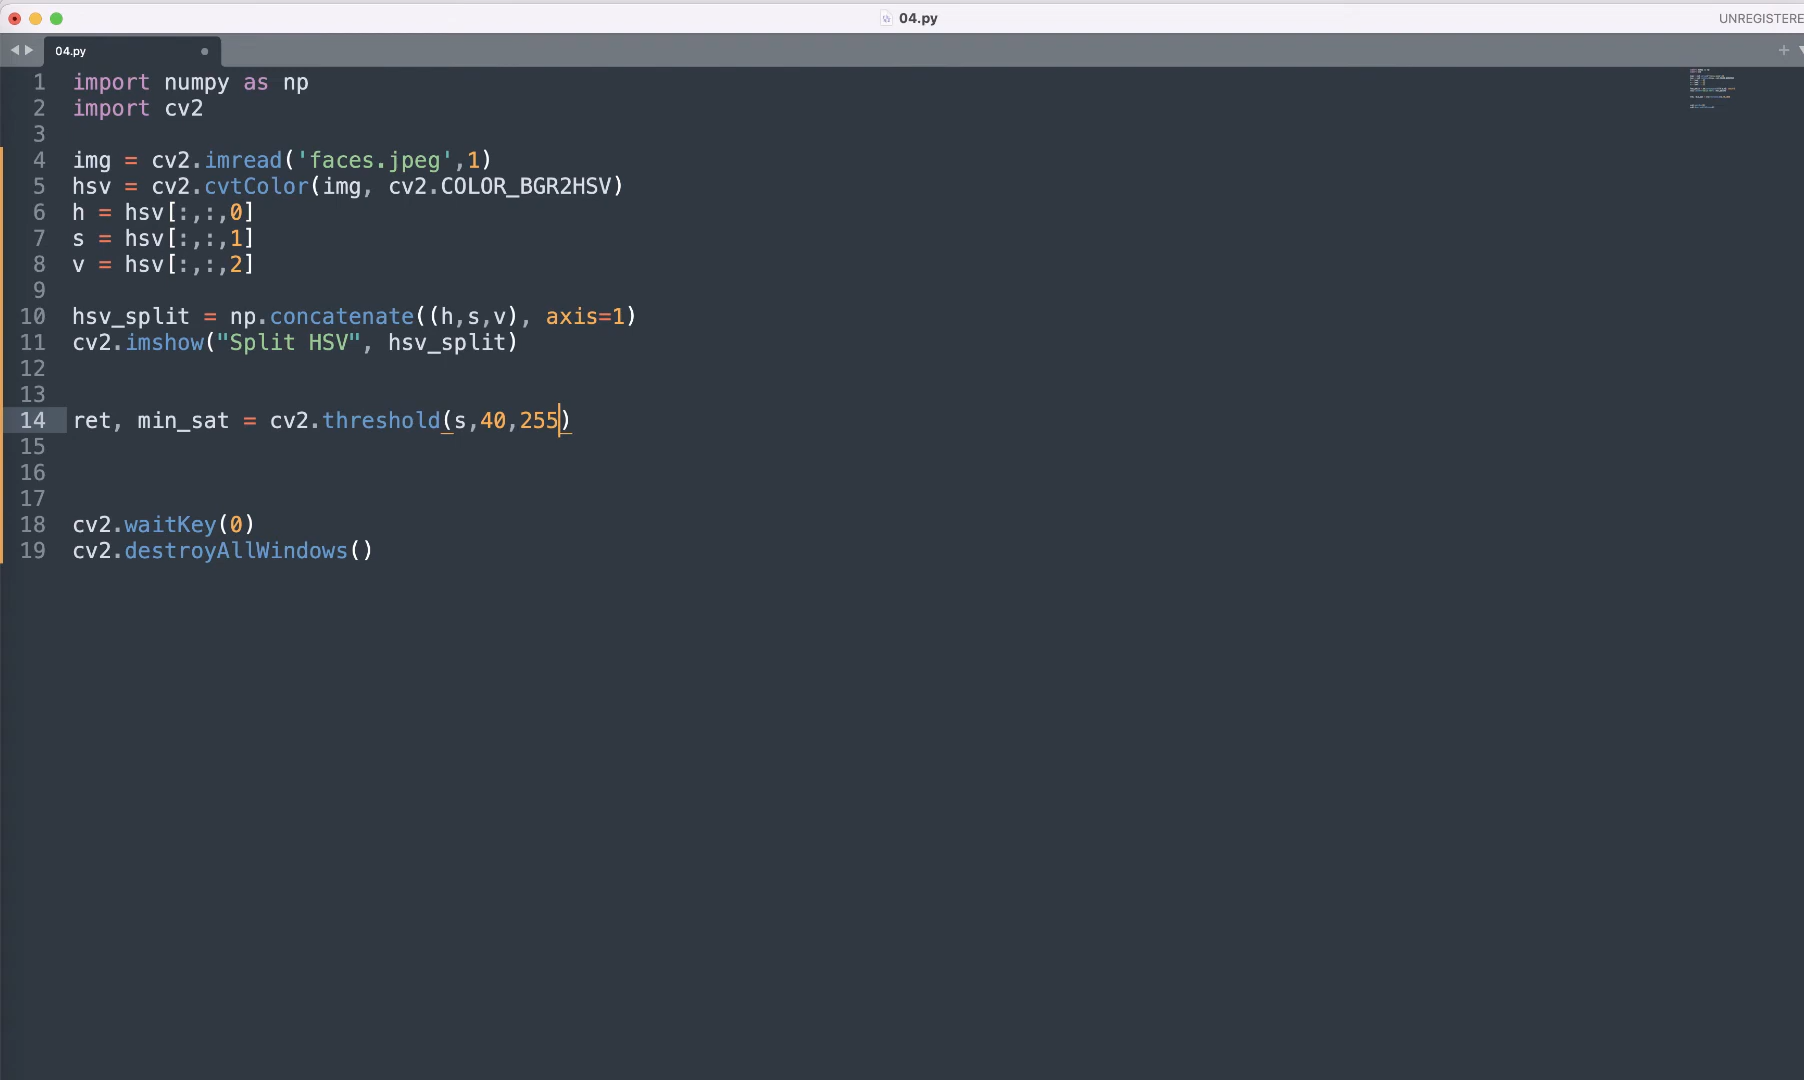 04.py
UNREGISTERE
04.py
1 import numpy as np
2 import cv2
3
4 img = cv2.imread('faces.jpeg',1)
5 hsv = cv2.cvtColor(img, cv2.COLOR_BGR2HSV)
6 h = hsv[:,:,0]
7 s = hsv[:,:,1]
8 v = hsv[:,:,2]
9
10 hsv_split = np.concatenate((h,s,v), axis=1)
11 cv2.imshow("Split HSV", hsv_split)
12
13
14 ret, min_sat = cv2.threshold(s,40,255)
15
16
17
18 cv2.waitKey(0)
19 cv2.destroyAllWindows()